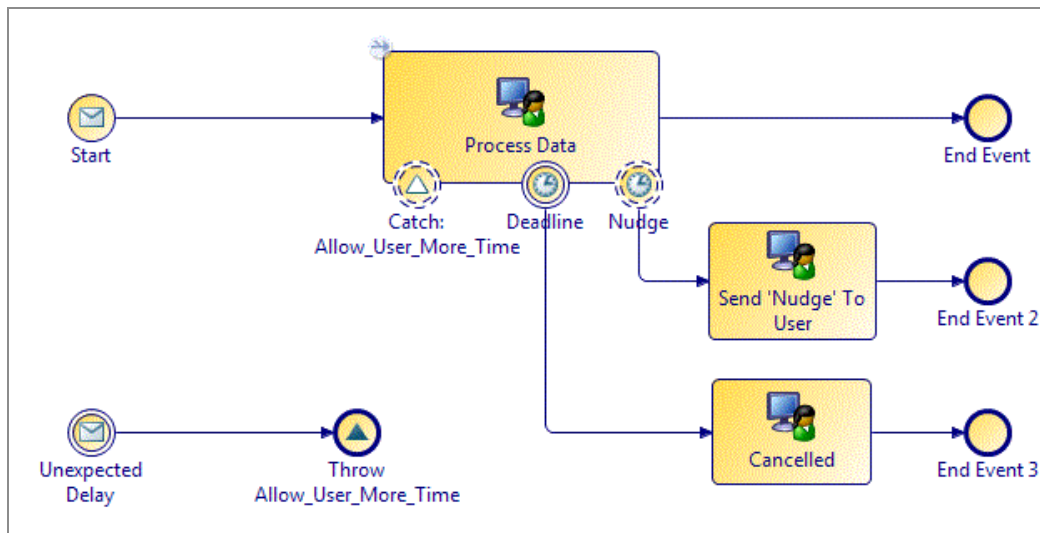 Process Data
Start
End Event
Catch:
Allow_User_More_Time
Deadline
Nudge
Send 'Nudge' To
User
End Event 2
Cancelled
Unexpected
Delay
Throw
Allow_User_More_Time
End Event 3